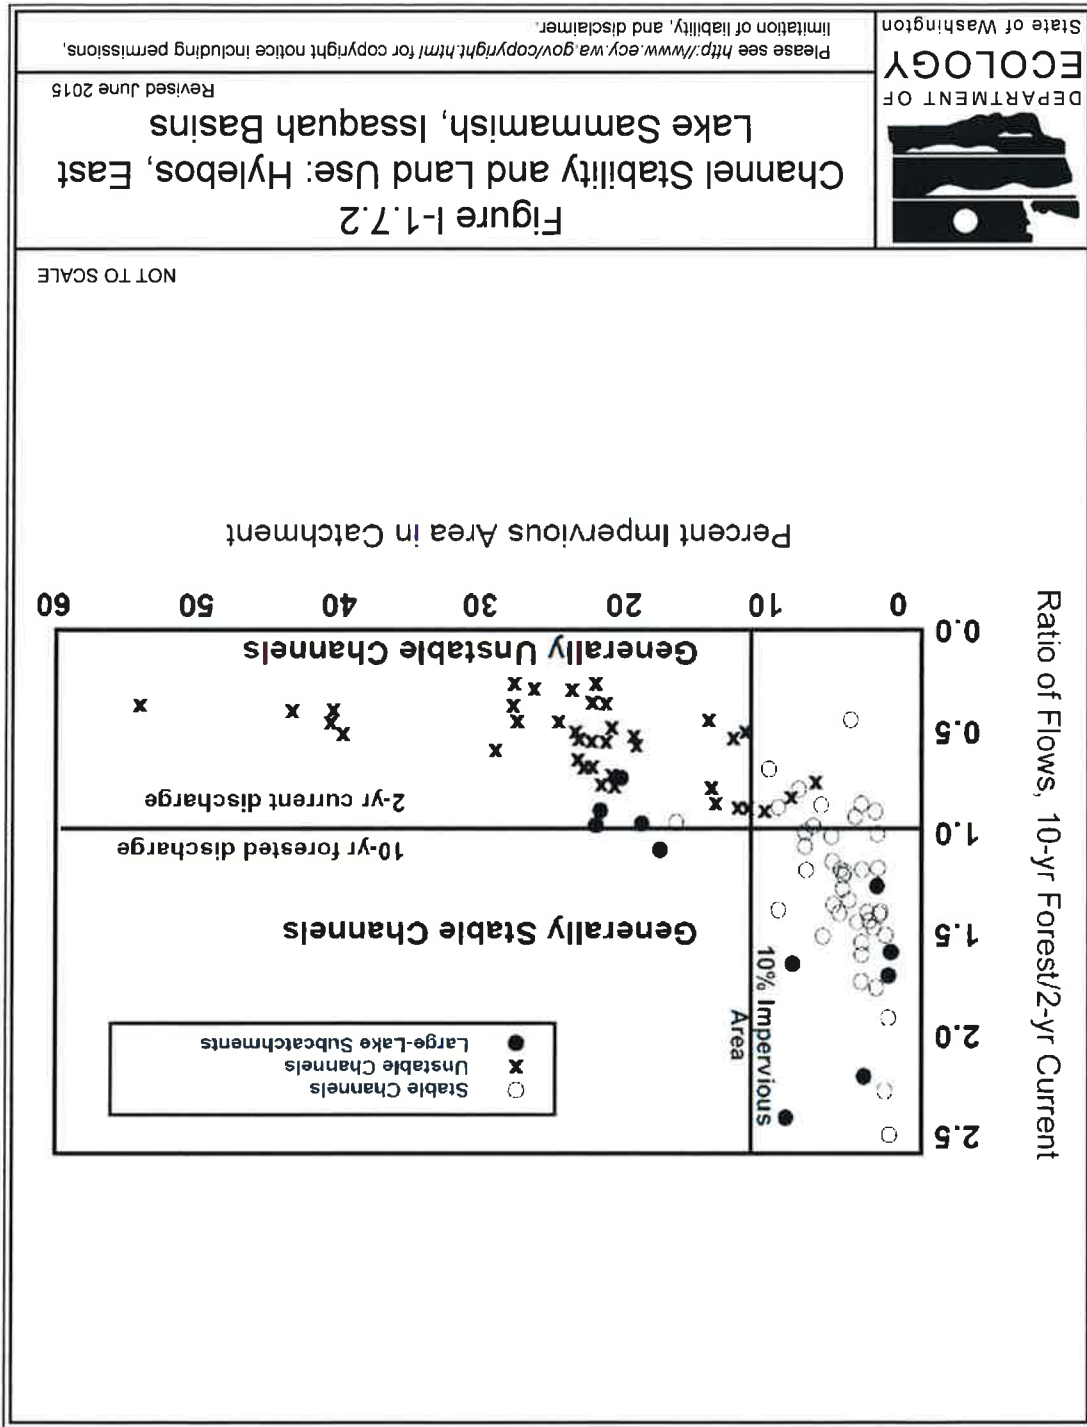 Ratio of Flows, 10-yr Forest/2-yr Current
2.5
2.0
1.5
1.0
0.5
0.0
0
10
20
30
40
50
60
Percent Impervious Area in Catchment
○ Stable Channels
x Unstable Channels
● Large-Lake Subcatchments
10% Impervious
Area
Generally Stable Channels
10-yr forested discharge
2-yr current discharge
Generally Unstable Channels
NOT TO SCALE
DEPARTMENT OF
ECOLOGY
State of Washington
Figure I-1.7.2
Channel Stability and Land Use: Hylebos, East
Lake Sammamish, Issaquah Basins
Revised June 2015
Please see http://www.ecy.wa.gov/copyright.html for copyright notice including permissions,
limitation of liability, and disclaimer.